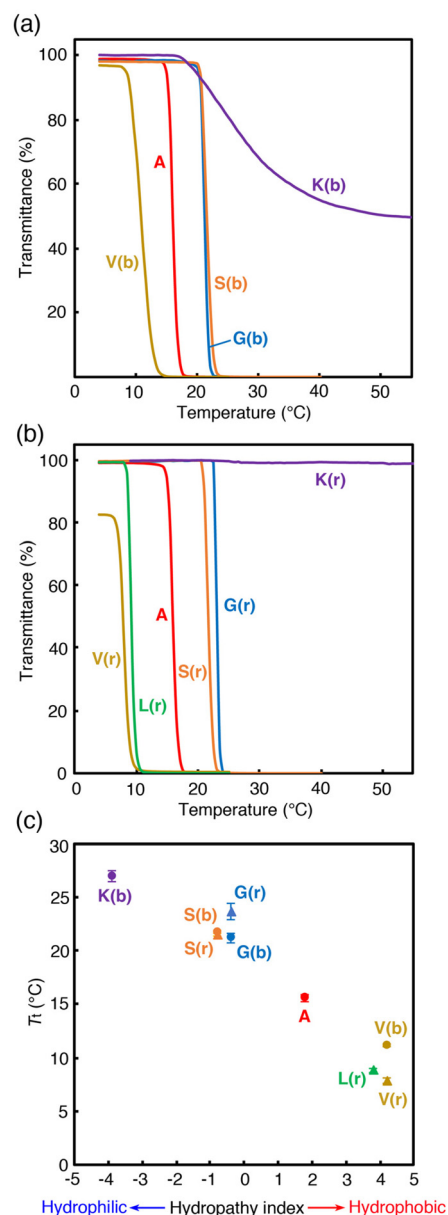 (a)
100
80
60
40
20
0
10
20
30
40
50
Transmittance (%)
Temperature (°C)
A
K(b)
V(b)
S(b)
G(b)
(b)
100
80
60
40
20
0
0
10
20
30
40
50
Transmittance (%)
Temperature (°C)
K(r)
G(r)
A
V(r)
S(r)
L(r)
(c)
30
25
20
15
10
5
0
Tt (°C)
K(b)
G(r)
S(b)
S(r)
G(b)
A
V(b)
L(r)
V(r)
-5 -4 -3 -2 -1 0 1 2 3 4 5
Hydrophilic Hydropathy index Hydrophobic